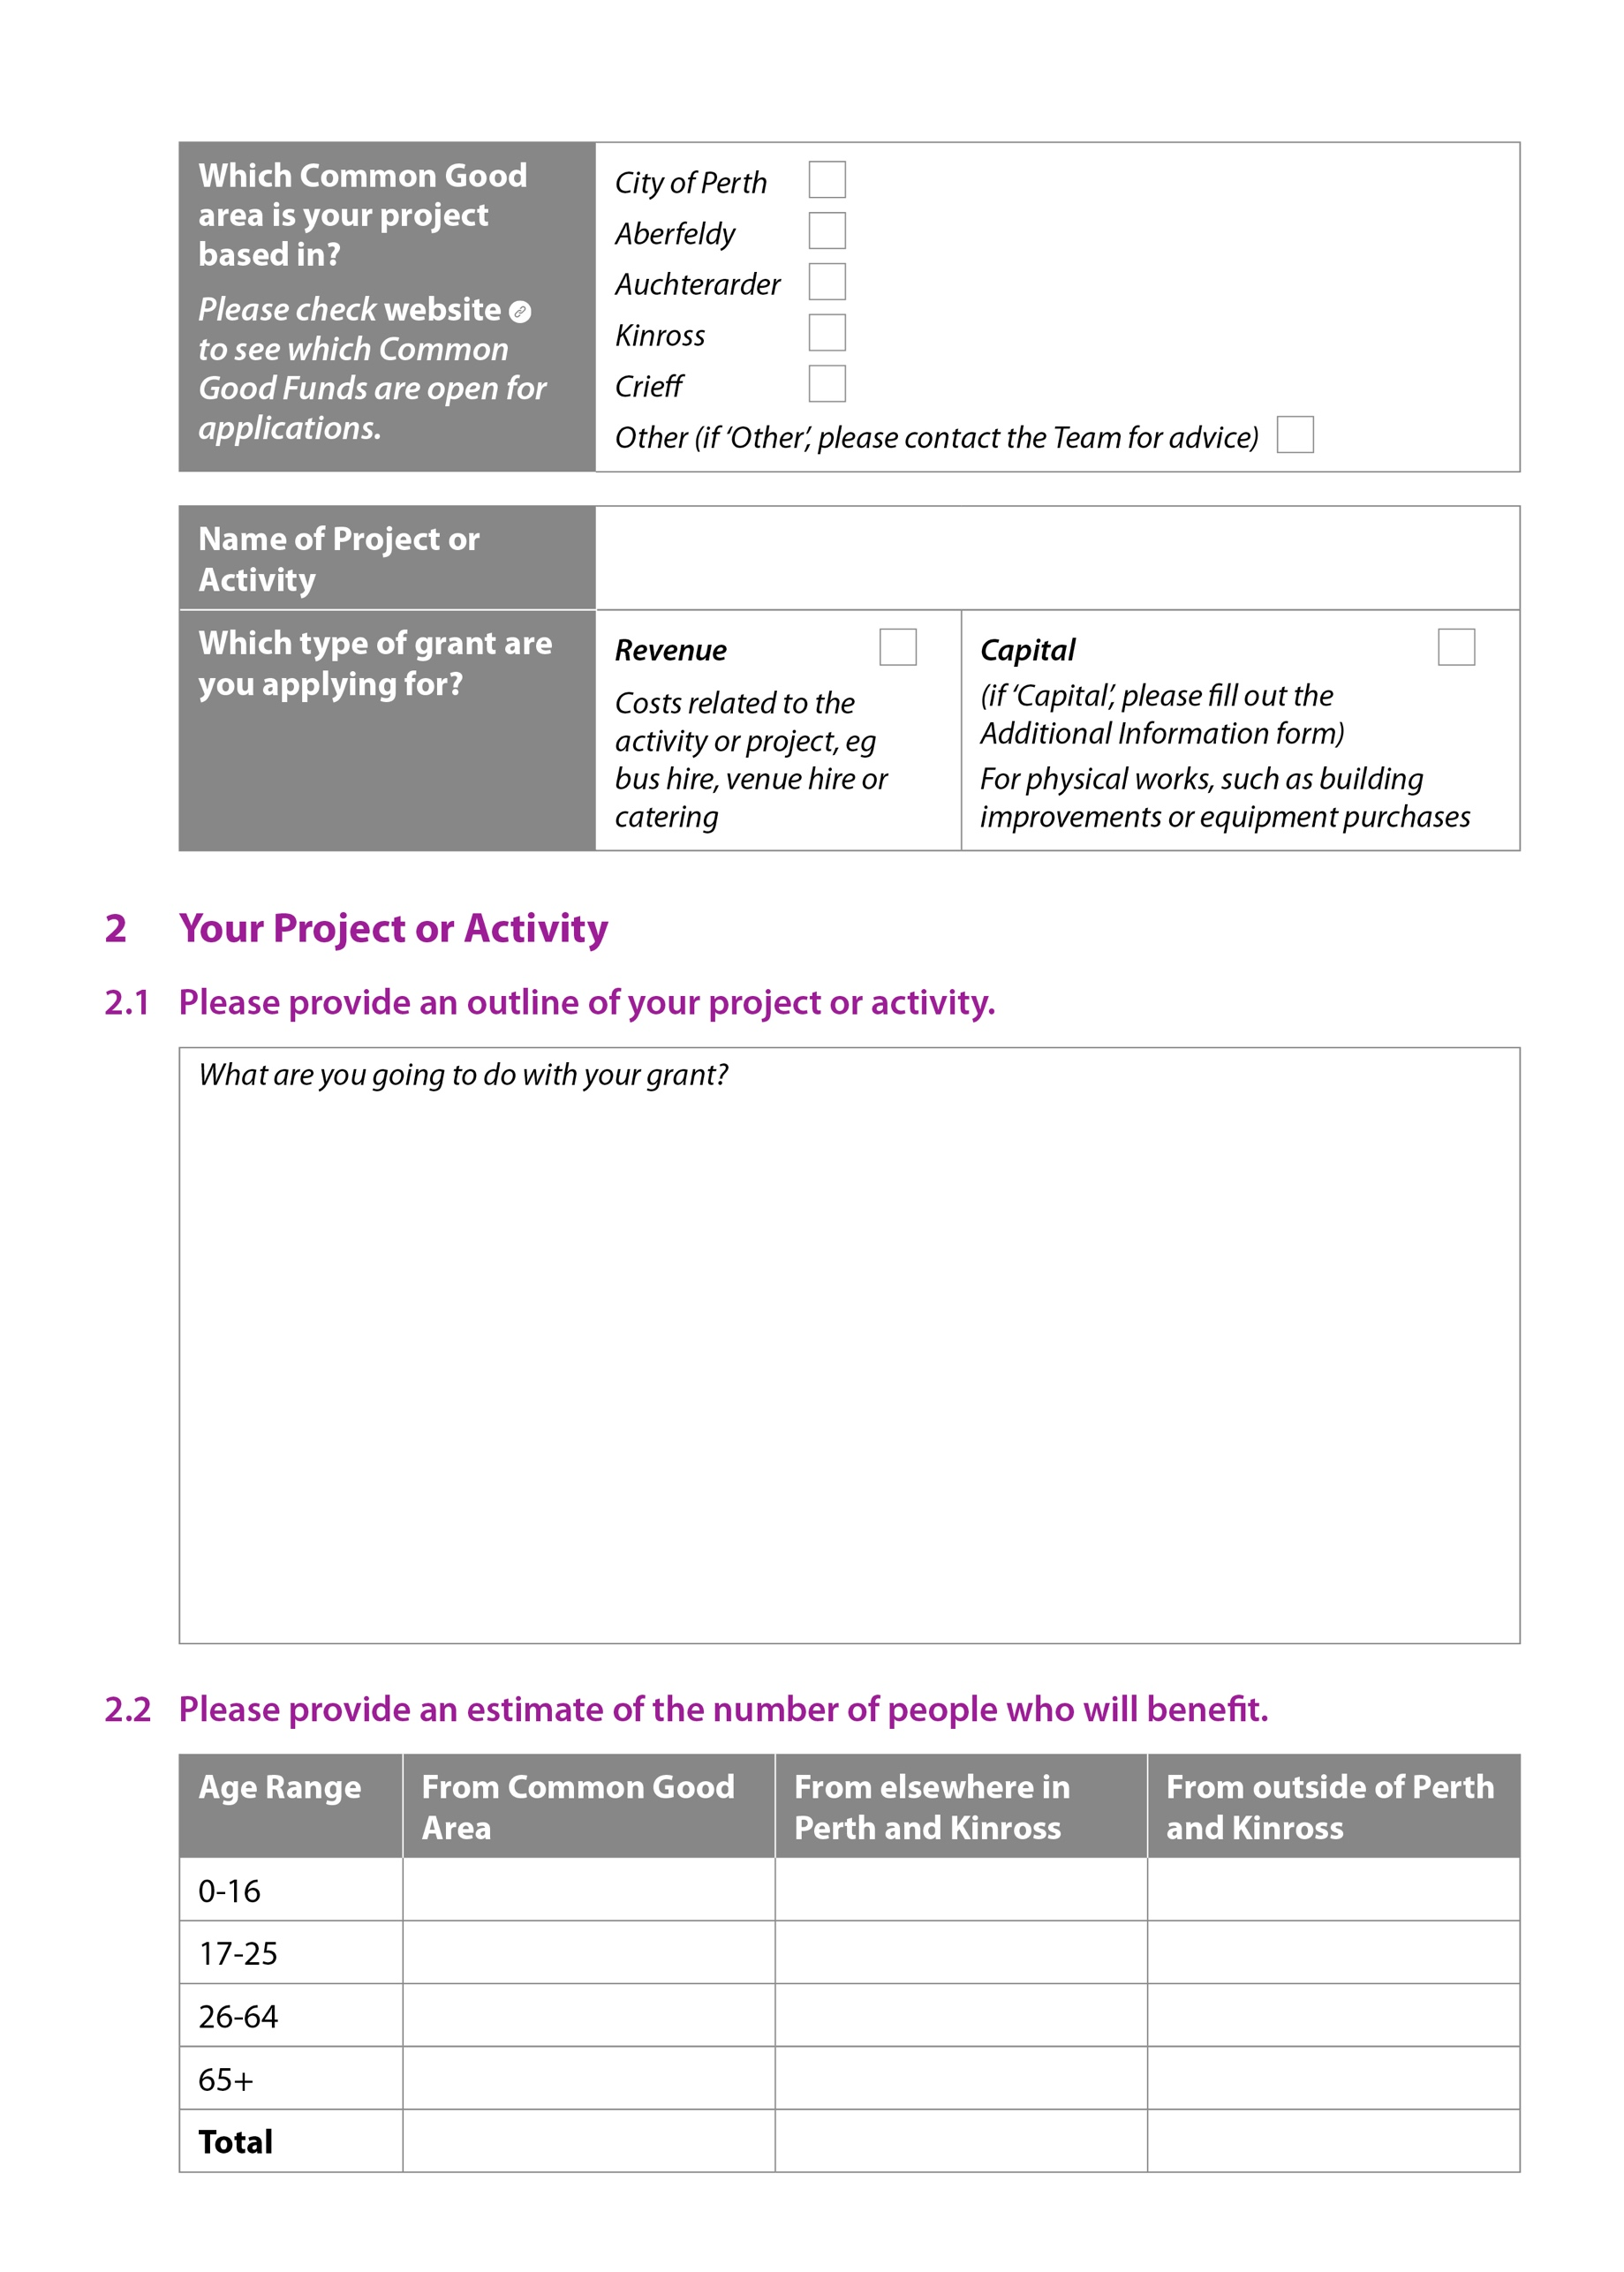 Which Common Good
area is your project
based in?
Please check website
to see which Common
Good Funds are open for
applications.
City of Perth
Aberfeldy
Auchterarder
Kinross
Crieff
Other (if ‘Other’, please contact the Team for advice)
Name of Project or
Activity
Which type of grant are
you applying for?
Revenue
Costs related to the
activity or project, eg
bus hire, venue hire or
catering
Capital
(if ‘Capital’, please fill out the
Additional Information form)
For physical works, such as building
improvements or equipment purchases
2 Your Project or Activity
2.1 Please provide an outline of your project or activity.
What are you going to do with your grant?
2.2 Please provide an estimate of the number of people who will benefit.
Age Range
From Common Good
Area
From elsewhere in
Perth and Kinross
From outside of Perth
and Kinross
0-16
17-25
26-64
65+
Total